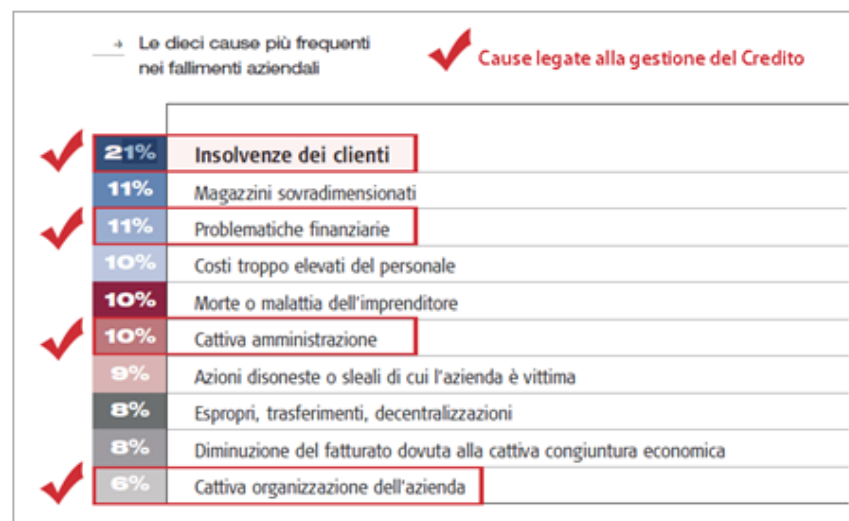 → Le dieci cause più frequenti
nei fallimenti aziendali
Cause legate alla gestione del Credito
21% Insolvenze dei clienti
11% Magazzini sovradimensionati
11% Problematiche finanziarie
10% Costi troppo elevati del personale
10% Morte o malattia dell'imprenditore
10% Cattiva amministrazione
9% Azioni disoneste o sleali di cui l'azienda è vittima
8% Espropri, trasferimenti, decentralizzazioni
8% Diminuzione del fatturato dovuta alla cattiva congiuntura economica
6% Cattiva organizzazione dell'azienda